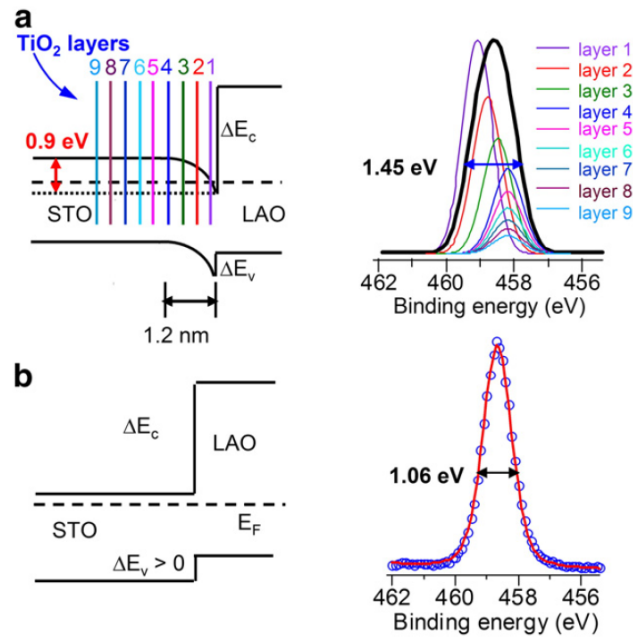 a
TiO₂ layers
9 8 7 6 5 4 3 2 1
0.9 eV
ΔEc
STO
LAO
ΔEv
1.2 nm
1.45 eV
layer 1
layer 2
layer 3
layer 4
layer 5
layer 6
layer 7
layer 8
layer 9
462 460 458 456
Binding energy (eV)
b
ΔEc
LAO
STO
EF
ΔEv > 0
1.06 eV
462 460 458 456
Binding energy (eV)